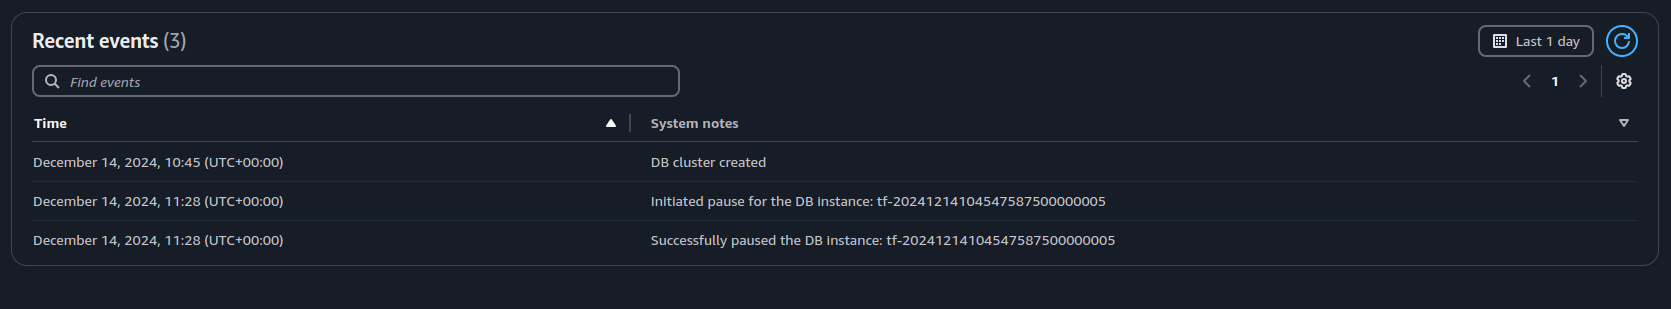 Recent events (3)
Last 1 day
Find events
1
Time System notes
December 14, 2024, 10:45 (UTC+00:00) DB cluster created
December 14, 2024, 11:28 (UTC+00:00) Initiated pause for the DB instance: tf-20241214104547587500000005
December 14, 2024, 11:28 (UTC+00:00) Successfully paused the DB instance: tf-20241214104547587500000005